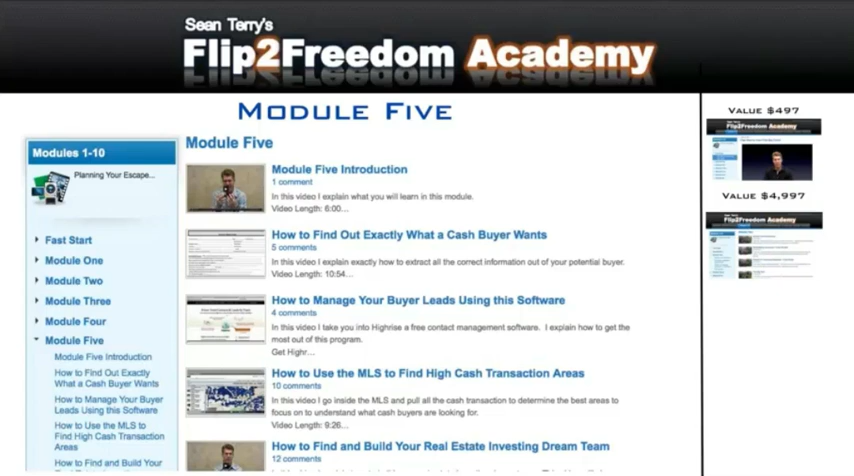 Sean Terry's
Flip2Freedom Academy
MODULE FIVE
Modules 1-10
Planning Your Escape...
Fast Start
Module One
Module Two
Module Three
Module Four
Module Five
Module Five Introduction
How to Find Out Exactly
What a Cash Buyer Wants
How to Manage Your Buyer
Leads Using this Software
How to Use the MLS to
Find High Cash Transaction
Areas
How to Find and Build Your
Module Five
Module Five Introduction
1 comment
In this video I explain what you will learn in this module.
Video Length: 6:00...
How to Find Out Exactly What a Cash Buyer Wants
5 comments
In this video I explain exactly how to extract all the correct information out of your potential buyer.
Video Length: 10:54...
How to Manage Your Buyer Leads Using this Software
4 comments
In this video I take you into Highrise a free contact management software. I explain how to get the
most out of this program.
Get Highr...
How to Use the MLS to Find High Cash Transaction Areas
10 comments
In this video I go inside the MLS and pull all the cash transaction to determine the best areas to
focus on to understand what cash buyers are looking for.
Video Length: 9:26...
How to Find and Build Your Real Estate Investing Dream Team
12 comments
VALUE $497
Flip2Freedom Academy
VALUE $4,997
Flip2Freedom Academy